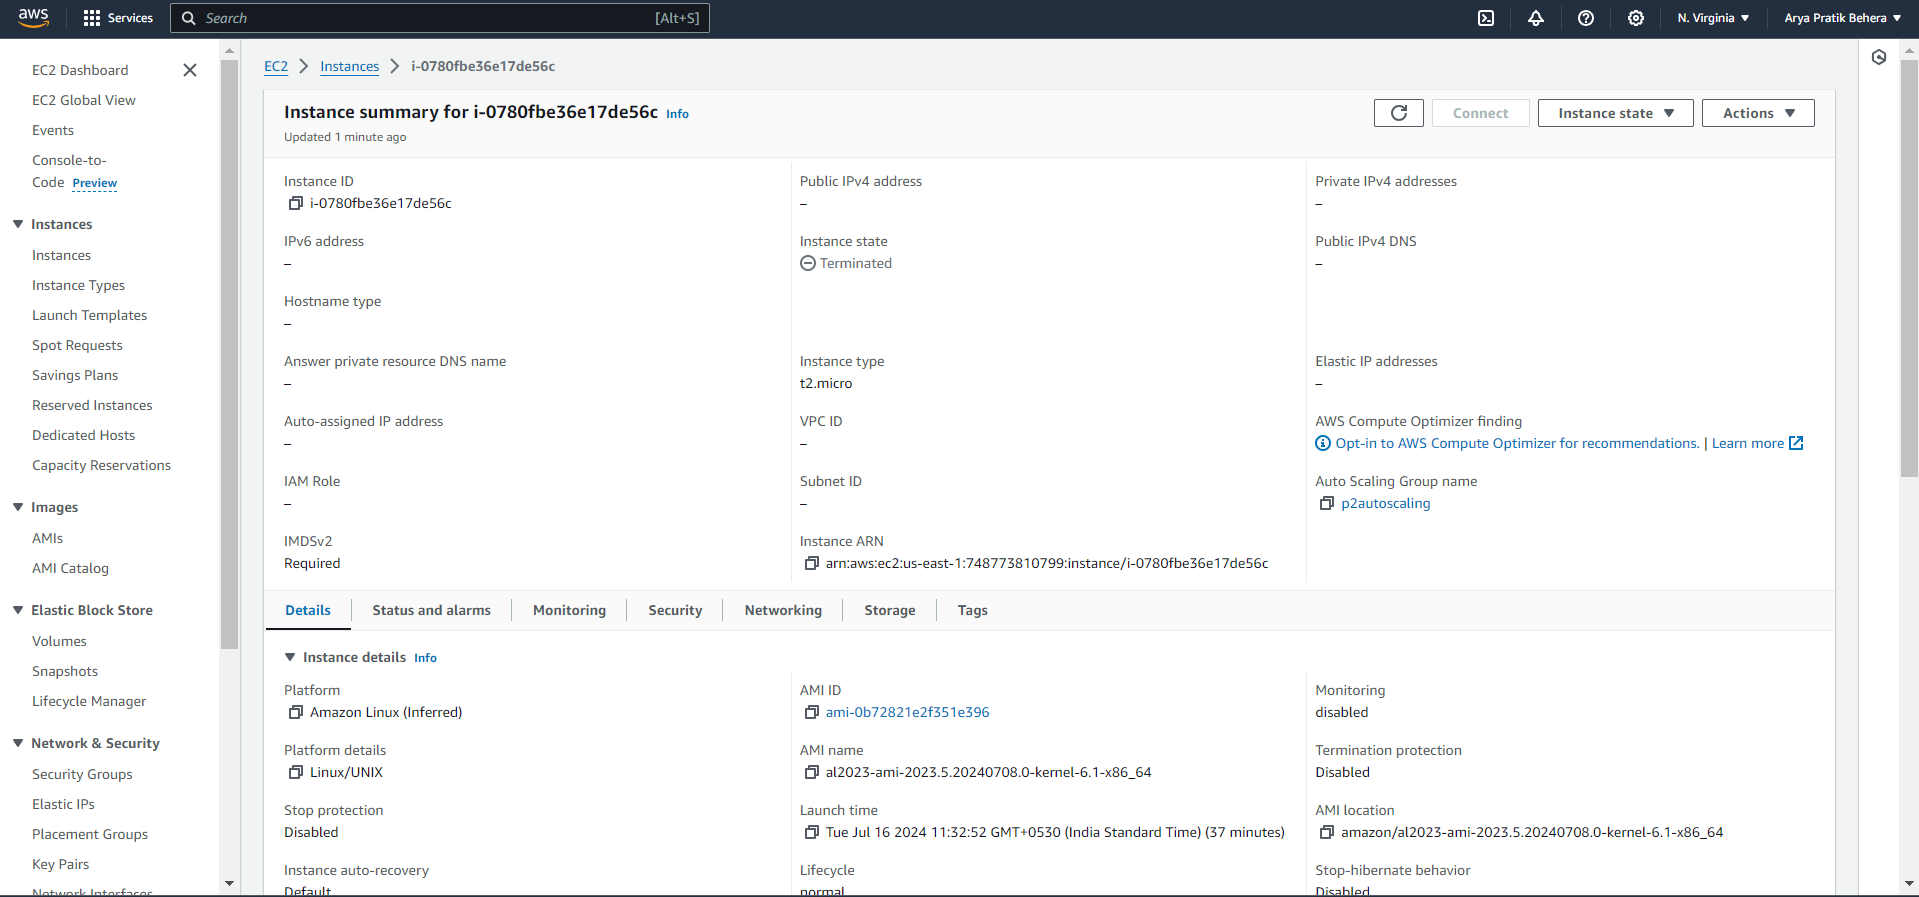 aws
Services
Search
[Alt+S]
N. Virginia
Arya Pratik Behera
EC2 Dashboard
EC2 Global View
Events
Console-to-
Code Preview
Instances
Instances
Instance Types
Launch Templates
Spot Requests
Savings Plans
Reserved Instances
Dedicated Hosts
Capacity Reservations
Images
AMIs
AMI Catalog
Elastic Block Store
Volumes
Snapshots
Lifecycle Manager
Network & Security
Security Groups
Elastic IPs
Placement Groups
Key Pairs
Network Interfaces
EC2 > Instances > i-0780fbe36e17de56c
Instance summary for i-0780fbe36e17de56c Info
Updated 1 minute ago
Connect
Instance state
Actions
Instance ID
i-0780fbe36e17de56c
Public IPv4 address
–
Private IPv4 addresses
–
IPv6 address
–
Instance state
Terminated
Public IPv4 DNS
–
Hostname type
–
Answer private resource DNS name
–
Instance type
t2.micro
Elastic IP addresses
–
Auto-assigned IP address
–
VPC ID
–
AWS Compute Optimizer finding
Opt-in to AWS Compute Optimizer for recommendations. | Learn more
IAM Role
–
Subnet ID
–
Auto Scaling Group name
p2autoscaling
IMDSv2
Required
Instance ARN
arn:aws:ec2:us-east-1:748773810799:instance/i-0780fbe36e17de56c
Details
Status and alarms
Monitoring
Security
Networking
Storage
Tags
Instance details Info
Platform
Amazon Linux (Inferred)
AMI ID
ami-0b72821e2f351e396
Monitoring
disabled
Platform details
Linux/UNIX
AMI name
al2023-ami-2023.5.20240708.0-kernel-6.1-x86_64
Termination protection
Disabled
Stop protection
Disabled
Launch time
Tue Jul 16 2024 11:32:52 GMT+0530 (India Standard Time) (37 minutes)
AMI location
amazon/al2023-ami-2023.5.20240708.0-kernel-6.1-x86_64
Instance auto-recovery
Default
Lifecycle
normal
Stop-hibernate behavior
Disabled